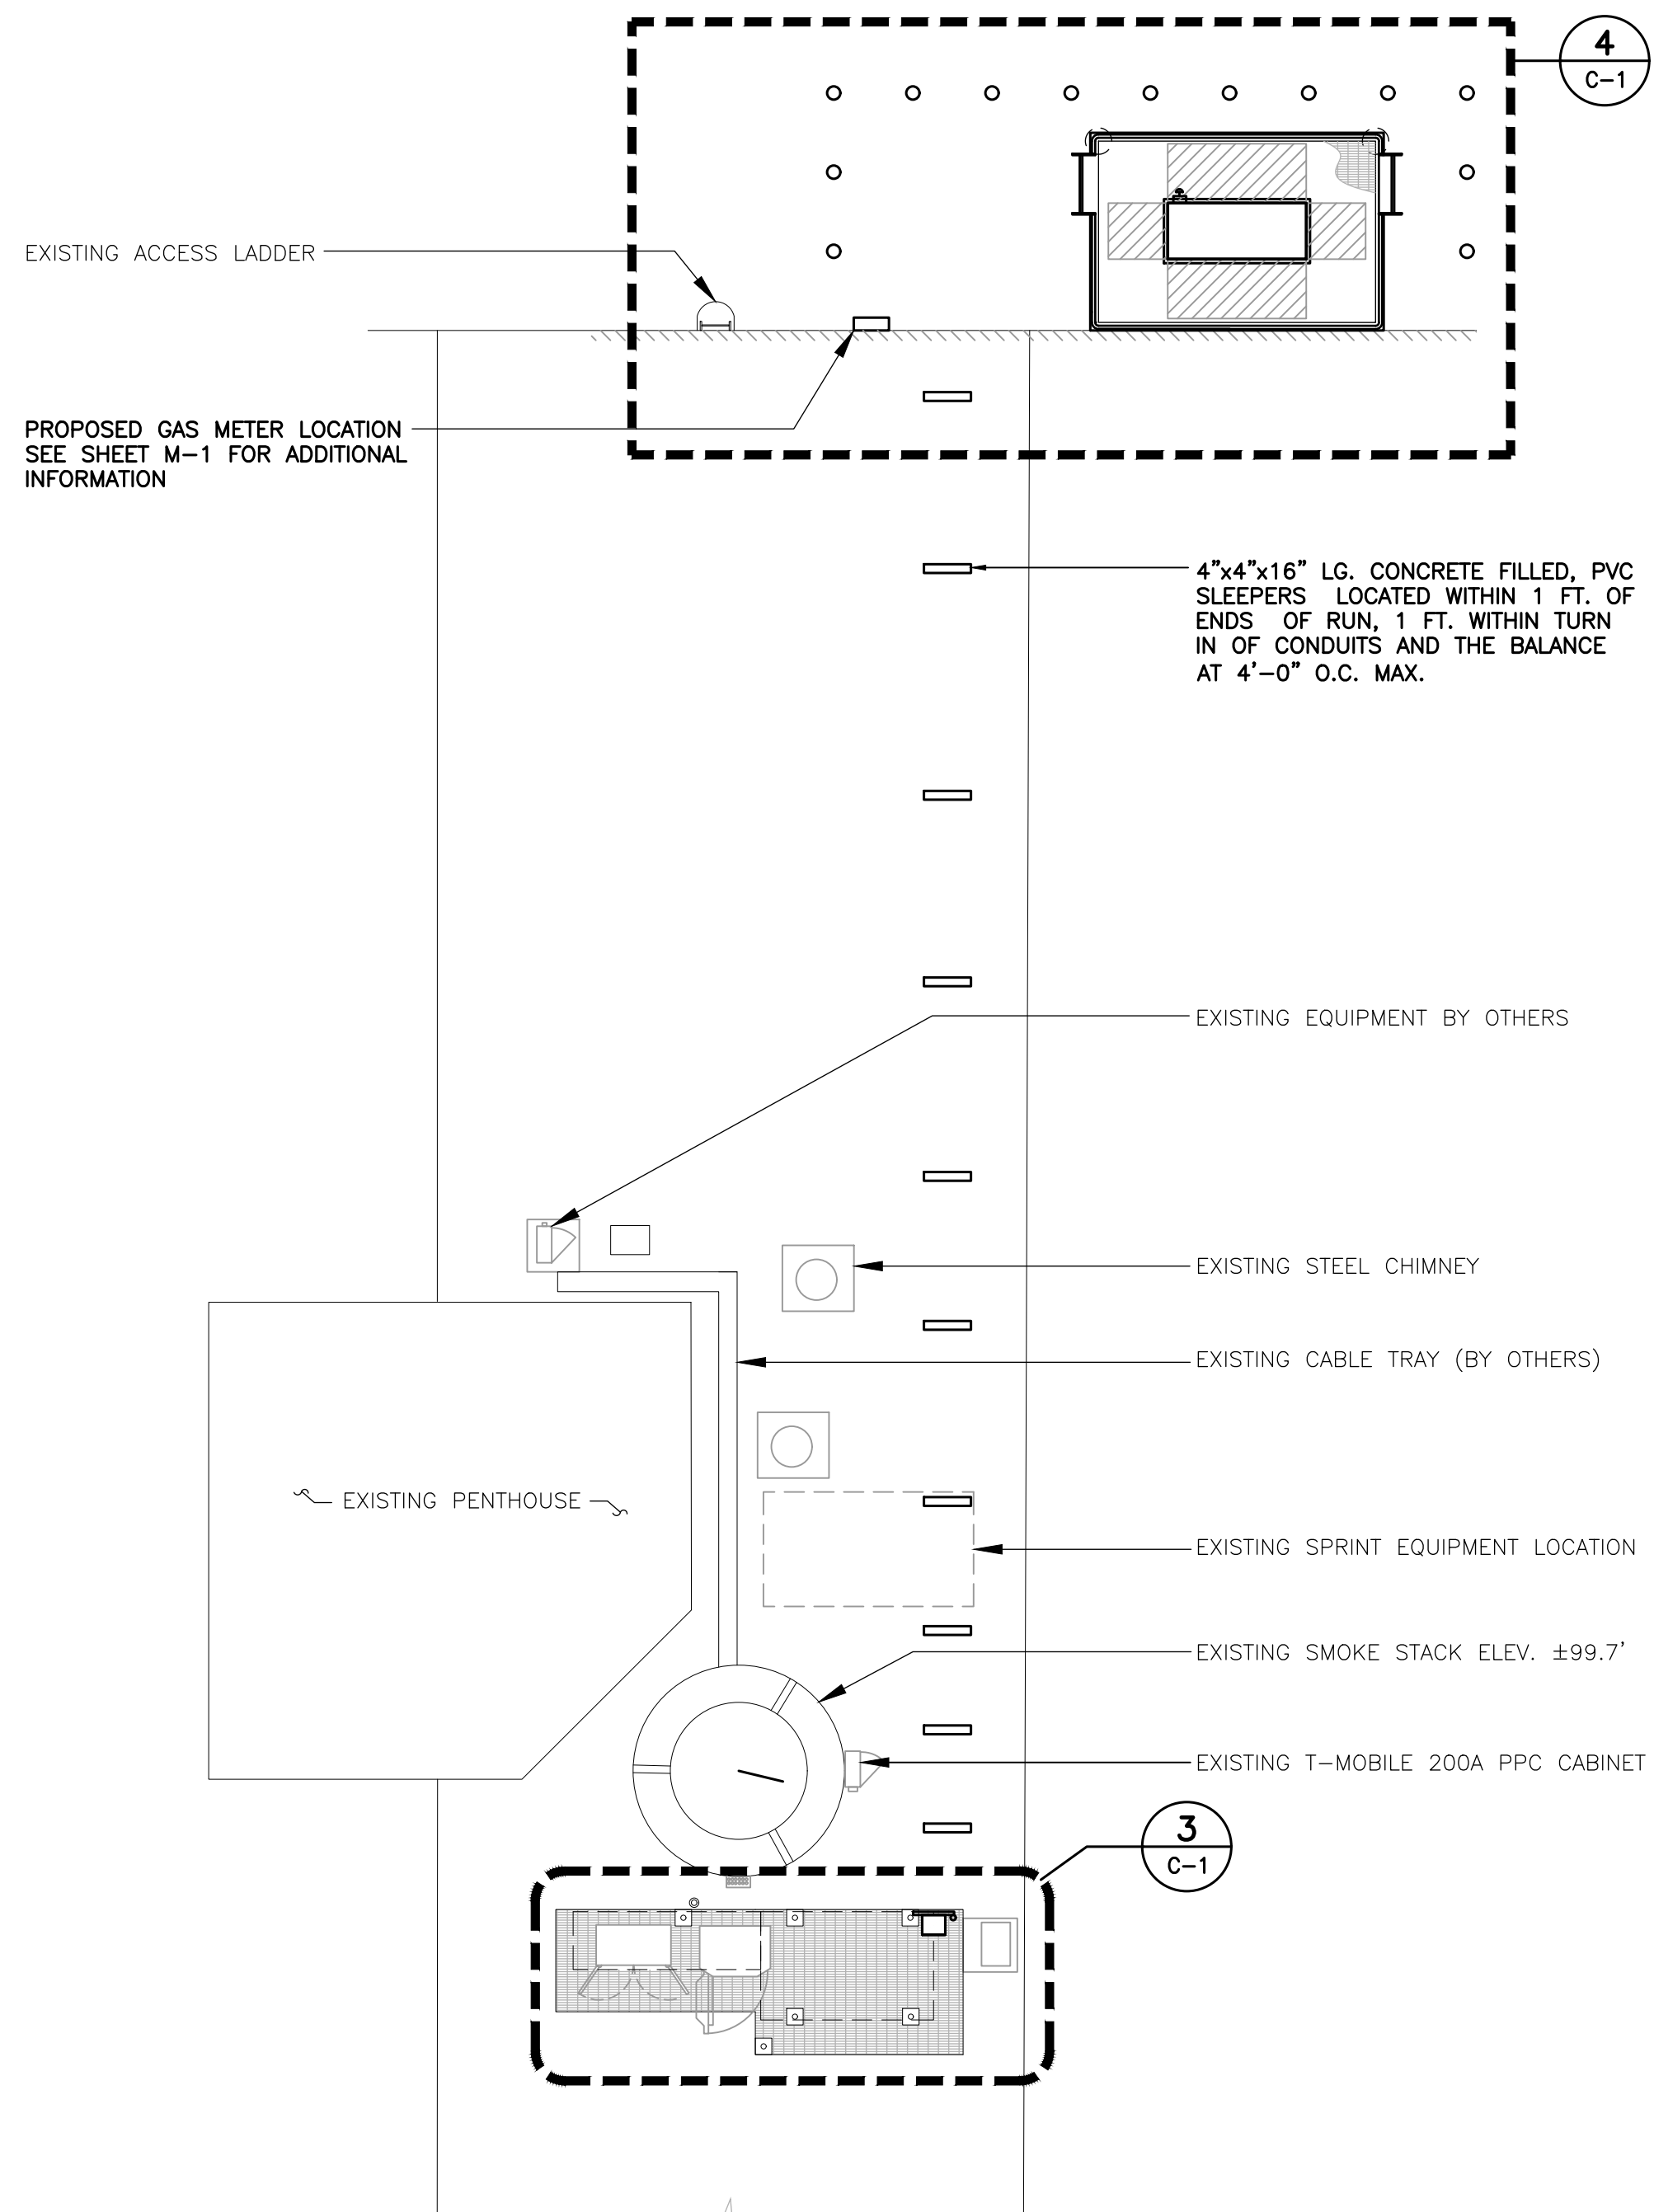 4
C-1
EXISTING ACCESS LADDER
PROPOSED GAS METER LOCATION
SEE SHEET M-1 FOR ADDITIONAL
INFORMATION
4"x4"x16" LG. CONCRETE FILLED, PVC
SLEEPERS LOCATED WITHIN 1 FT. OF
ENDS OF RUN, 1 FT. WITHIN TURN
IN OF CONDUITS AND THE BALANCE
AT 4'-0" O.C. MAX.
EXISTING EQUIPMENT BY OTHERS
EXISTING STEEL CHIMNEY
EXISTING CABLE TRAY (BY OTHERS)
EXISTING PENTHOUSE
EXISTING SPRINT EQUIPMENT LOCATION
EXISTING SMOKE STACK ELEV. ±99.7'
EXISTING T-MOBILE 200A PPC CABINET
3
C-1